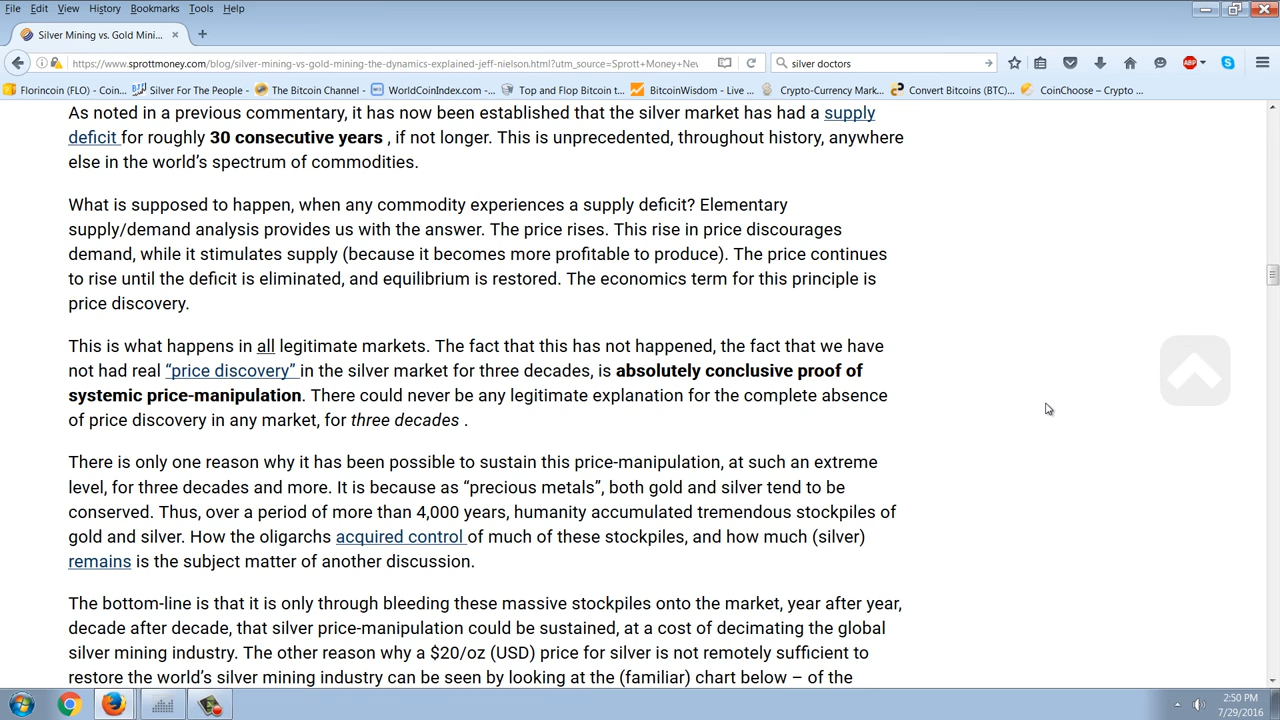 File Edit View History Bookmarks Tools Help
Silver Mining vs. Gold Mini...
https://www.sprottmoney.com/blog/silver-mining-vs-gold-mining-the-dynamics-explained-jeff-nielson.html?utm_source=Sprott+Money+Nev
silver doctors
ABP
Florincoin (FLO) - Coin... Silver For The People - The Bitcoin Channel - WorldCoinIndex.com -... Top and Flop Bitcoin t... BitcoinWisdom - Live ... Crypto-Currency Mark... Convert Bitcoins (BTC)... CoinChoose – Crypto ...
As noted in a previous commentary, it has now been established that the silver market has had a supply
deficit for roughly 30 consecutive years , if not longer. This is unprecedented, throughout history, anywhere
else in the world’s spectrum of commodities.
What is supposed to happen, when any commodity experiences a supply deficit? Elementary
supply/demand analysis provides us with the answer. The price rises. This rise in price discourages
demand, while it stimulates supply (because it becomes more profitable to produce). The price continues
to rise until the deficit is eliminated, and equilibrium is restored. The economics term for this principle is
price discovery.
This is what happens in all legitimate markets. The fact that this has not happened, the fact that we have
not had real “price discovery” in the silver market for three decades, is absolutely conclusive proof of
systemic price-manipulation. There could never be any legitimate explanation for the complete absence
of price discovery in any market, for three decades .
There is only one reason why it has been possible to sustain this price-manipulation, at such an extreme
level, for three decades and more. It is because as “precious metals”, both gold and silver tend to be
conserved. Thus, over a period of more than 4,000 years, humanity accumulated tremendous stockpiles of
gold and silver. How the oligarchs acquired control of much of these stockpiles, and how much (silver)
remains is the subject matter of another discussion.
The bottom-line is that it is only through bleeding these massive stockpiles onto the market, year after year,
decade after decade, that silver price-manipulation could be sustained, at a cost of decimating the global
silver mining industry. The other reason why a $20/oz (USD) price for silver is not remotely sufficient to
restore the world’s silver mining industry can be seen by looking at the (familiar) chart below – of the
2:50 PM
7/29/2016